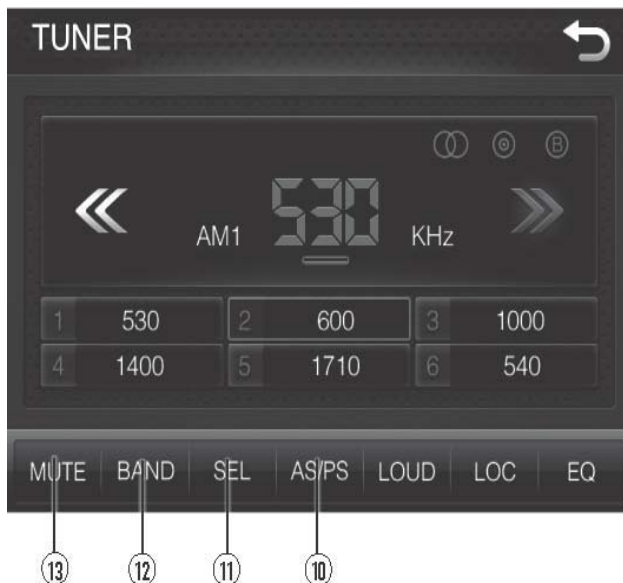 TUNER
B
AM1 530 KHz
1 530 2 600 3 1000
4 1400 5 1710 6 540
MUTE BAND SEL AS/PS LOUD LOC EQ
13 12 11 10